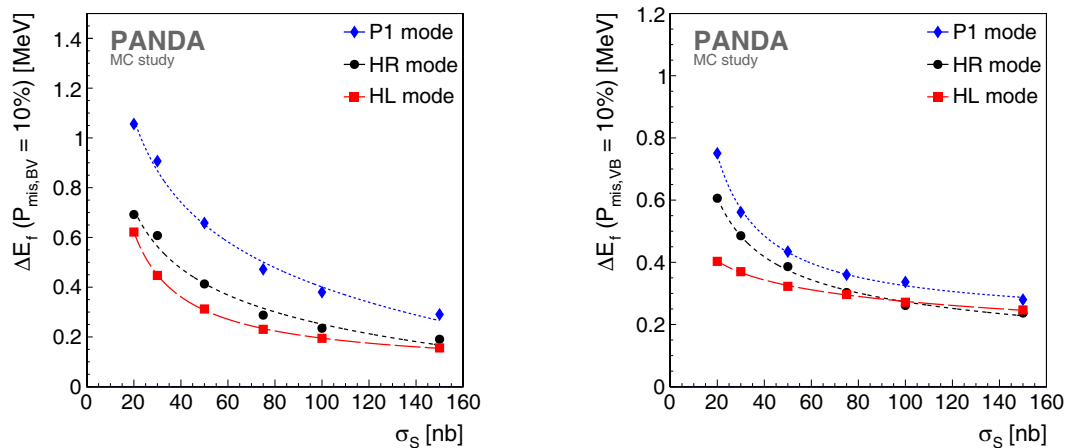 ΔE_f (P_mis,BV = 10%) [MeV]
1.4
1.2
1
0.8
0.6
0.4
0.2
0
PANDA
MC study
P1 mode
HR mode
HL mode
0 20 40 60 80 100 120 140 160
σ_S [nb]
ΔE_f (P_mis,VB = 10%) [MeV]
1.2
1
0.8
0.6
0.4
0.2
0
PANDA
MC study
P1 mode
HR mode
HL mode
0 20 40 60 80 100 120 140 160
σ_S [nb]